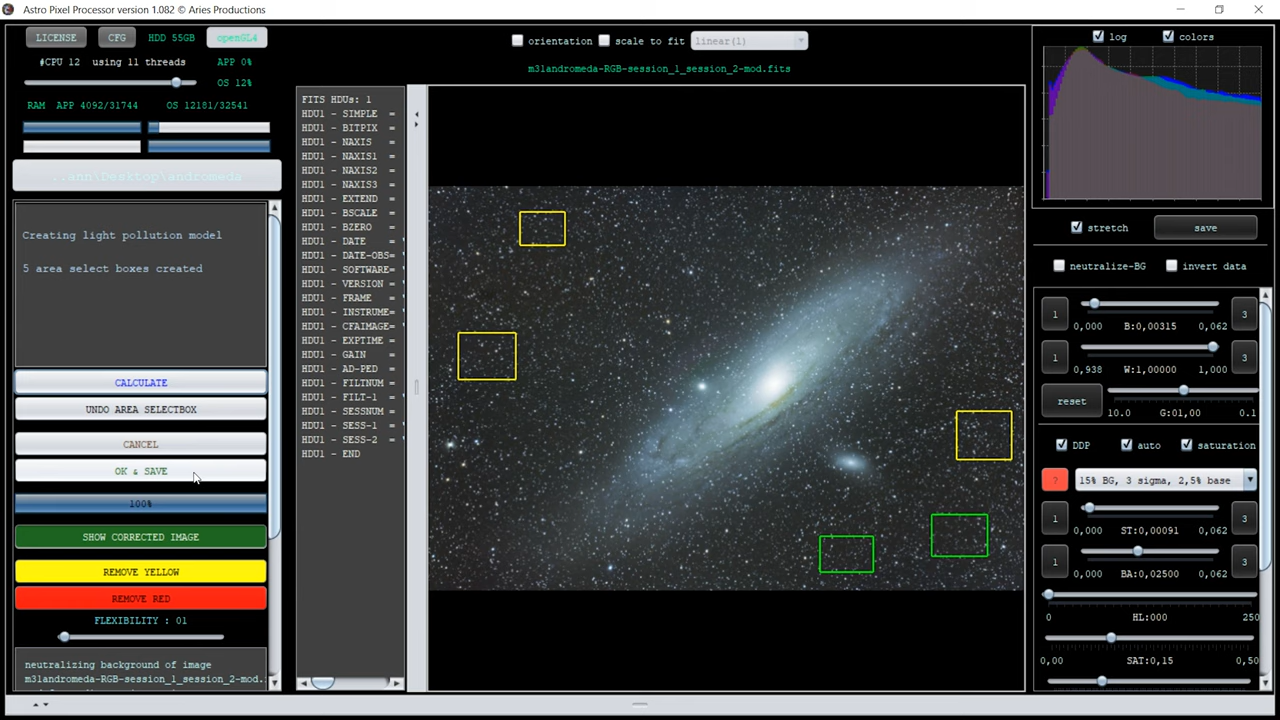 Astro Pixel Processor version 1.082 © Aries Productions
LICENSE CFG HDD 55GB openGL4
#CPU 12 using 11 threads APP 0%
OS 12%
RAM APP 4092/31744 OS 12181/32541
..ann\Desktop\andromeda
Creating light pollution model
5 area select boxes created
CALCULATE
UNDO AREA SELECTBOX
CANCEL
OK & SAVE
100%
SHOW CORRECTED IMAGE
REMOVE YELLOW
REMOVE RED
FLEXIBILITY : 01
neutralizing background of image
m31andromeda-RGB-session_1_session_2-mod.
orientation scale to fit linear(1)
m31andromeda-RGB-session_1_session_2-mod.fits
FITS HDUs: 1
HDU1 - SIMPLE =
HDU1 - BITPIX =
HDU1 - NAXIS =
HDU1 - NAXIS1 =
HDU1 - NAXIS2 =
HDU1 - NAXIS3 =
HDU1 - EXTEND =
HDU1 - BSCALE =
HDU1 - BZERO =
HDU1 - DATE = '
HDU1 - DATE-OBS= '
HDU1 - SOFTWARE= '
HDU1 - VERSION = '
HDU1 - FRAME = '
HDU1 - INSTRUME= '
HDU1 - CFAIMAGE= '
HDU1 - EXPTIME =
HDU1 - GAIN =
HDU1 - AD-PED =
HDU1 - FILTNUM =
HDU1 - FILT-1 = '
HDU1 - SESSNUM =
HDU1 - SESS-1 = '
HDU1 - SESS-2 = '
HDU1 - END
log colors
stretch save
neutralize-BG invert data
1 3
0,000 B:0,00315 0,062
1 3
0,938 W:1,00000 1,000
reset
10.0 G:01,00 0.1
DDP auto saturation
? 15% BG, 3 sigma, 2,5% base
1 3
0,000 ST:0,00091 0,062
1 3
0,000 BA:0,02500 0,062
0 HL:000 250
0,00 SAT:0,15 0,50